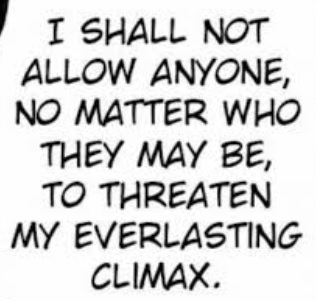 I SHALL NOT
ALLOW ANYONE,
NO MATTER WHO
THEY MAY BE,
TO THREATEN
MY EVERLASTING
CLIMAX.